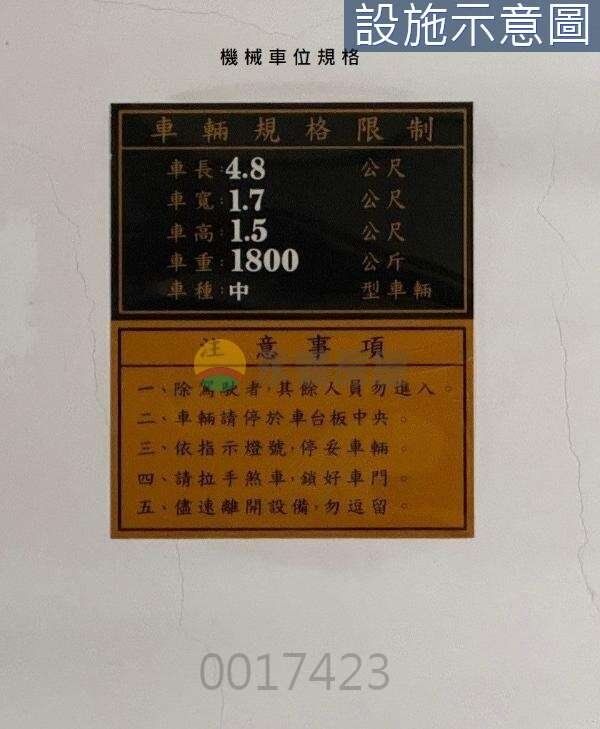 設施示意圖
機械車位規格
車輛規格限制
車長:4.8 公尺
車寬:1.7 公尺
車高:1.5 公尺
車重:1800 公斤
車種:中 型車輛
注意事項
一、除駕駛者,其餘人員勿進入。
二、車輛請停於車台板中央。
三、依指示燈號,停妥車輛。
四、請拉手煞車,鎖好車門。
五、儘速離開設備,勿逗留。
0017423